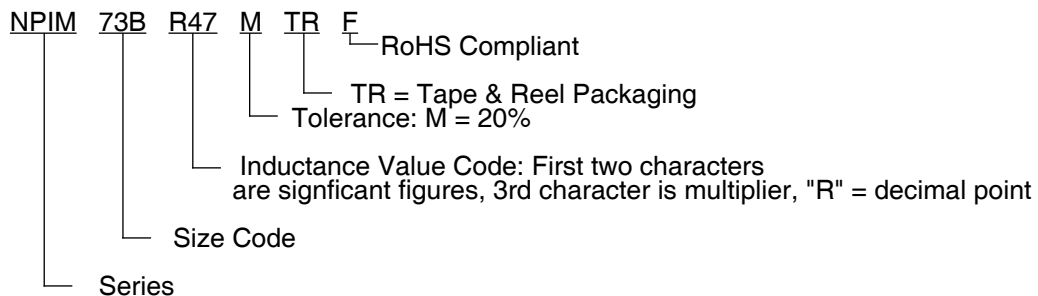 NPIM 73B R47 M TR F
RoHS Compliant
TR = Tape & Reel Packaging
Tolerance: M = 20%
Inductance Value Code: First two characters
are signficant figures, 3rd character is multiplier, "R" = decimal point
Size Code
Series